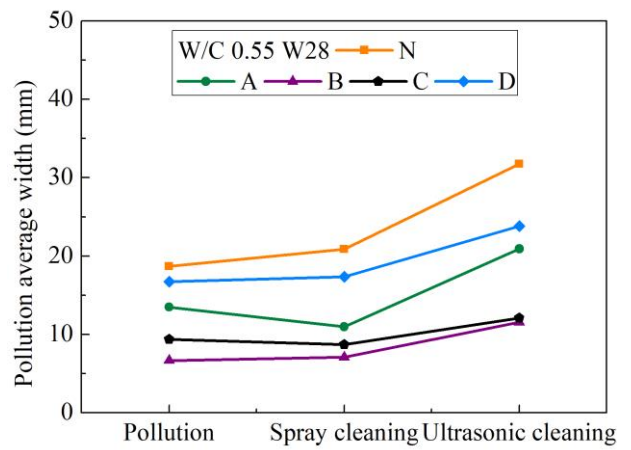 50
40
30
20
10
0
Pollution average width (mm)
W/C 0.55 W28 N
A B C D
Pollution Spray cleaning Ultrasonic cleaning